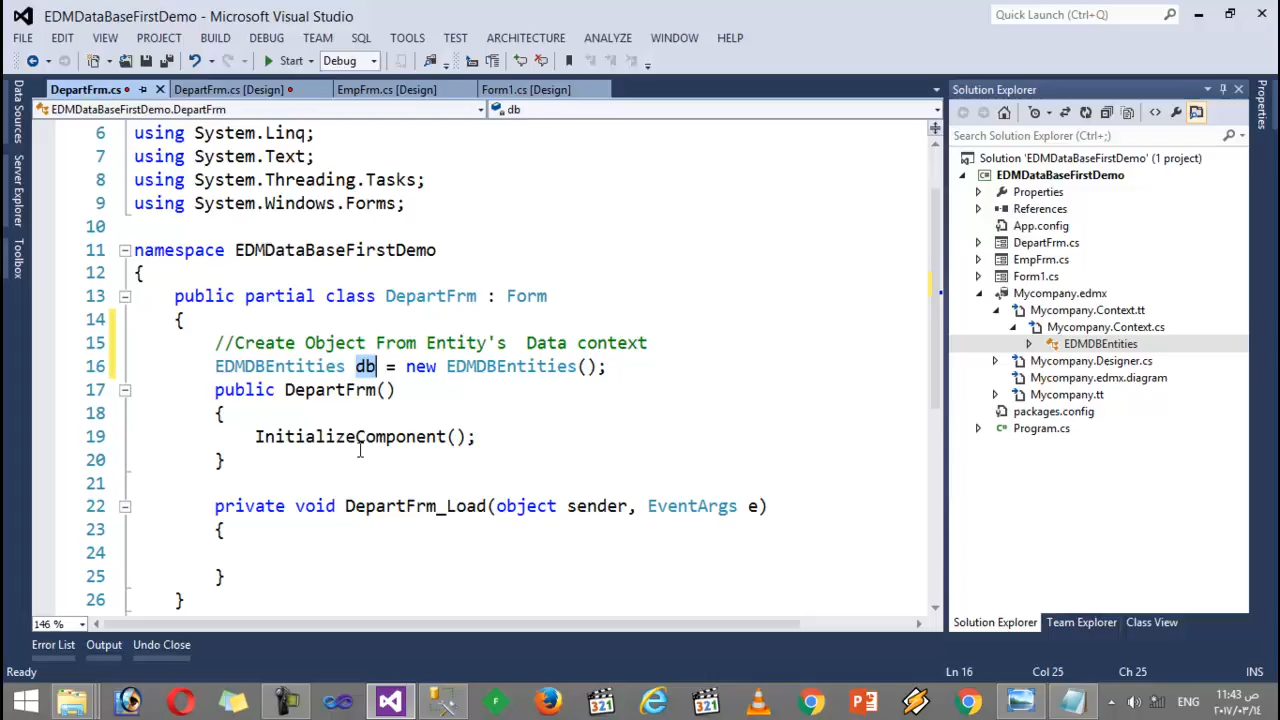 EDMDataBaseFirstDemo - Microsoft Visual Studio
Quick Launch (Ctrl+Q)
FILE EDIT VIEW PROJECT BUILD DEBUG TEAM SQL TOOLS TEST ARCHITECTURE ANALYZE WINDOW HELP
Start Debug
DepartFrm.cs DepartFrm.cs [Design] EmpFrm.cs [Design] Form1.cs [Design]
EDMDataBaseFirstDemo.DepartFrm db
Data Sources
Server Explorer
Toolbox
6 using System.Linq;
7 using System.Text;
8 using System.Threading.Tasks;
9 using System.Windows.Forms;
10
11 namespace EDMDataBaseFirstDemo
12 {
13 public partial class DepartFrm : Form
14 {
15 //Create Object From Entity's Data context
16 EDMDBEntities db = new EDMDBEntities();
17 public DepartFrm()
18 {
19 InitializeComponent();
20 }
21
22 private void DepartFrm_Load(object sender, EventArgs e)
23 {
24
25 }
26 }
146 %
Solution Explorer
Search Solution Explorer (Ctrl+;)
Solution 'EDMDataBaseFirstDemo' (1 project)
EDMDataBaseFirstDemo
Properties
References
App.config
DepartFrm.cs
EmpFrm.cs
Form1.cs
Mycompany.edmx
Mycompany.Context.tt
Mycompany.Context.cs
EDMDBEntities
Mycompany.Designer.cs
Mycompany.edmx.diagram
Mycompany.tt
packages.config
Program.cs
Solution Explorer Team Explorer Class View
Properties
Error List Output Undo Close
Ready Ln 16 Col 25 Ch 25 INS
321 321
ENG
11:43 ص
٢٠١٧/٠٣/١٤